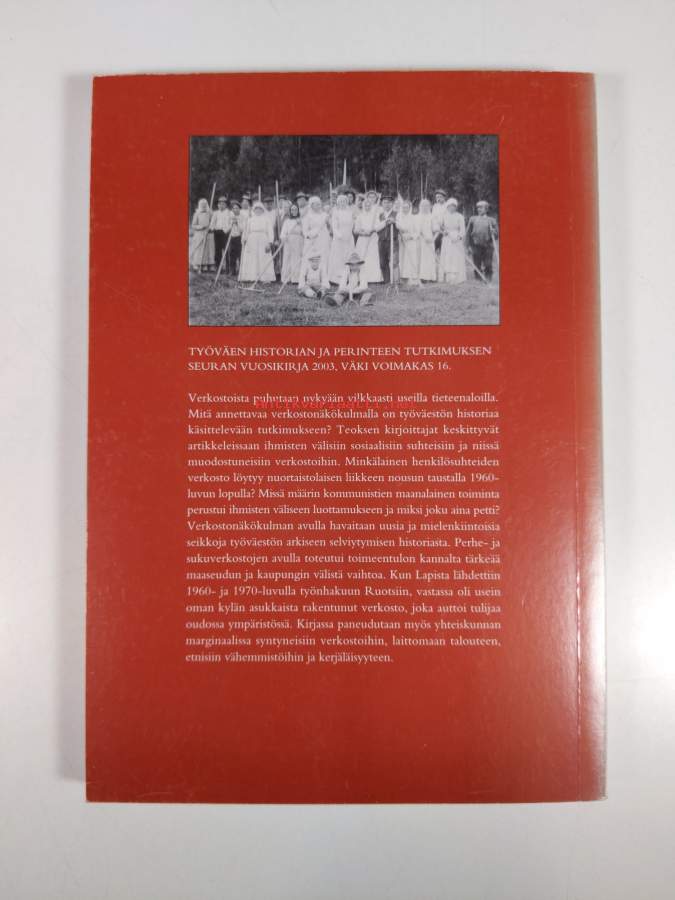 TYÖVÄEN HISTORIAN JA PERINTEEN TUTKIMUKSEN
SEURAN VUOSIKIRJA 2003, VÄKI VOIMAKAS 16.
Verkostoista puhutaan nykyään vilkkaasti useilla tieteenaloilla.
antikvariaatti.net
Mitä annettavaa verkostonäkökulmalla on työväestön historiaa
käsittelevään tutkimukseen? Teoksen kirjoittajat keskittyvät
artikkeleissaan ihmisten välisiin sosiaalisiin suhteisiin ja niissä
muodostuneisiin verkostoihin. Minkälainen henkilösuhteiden
verkosto löytyy nuortaistolaisen liikkeen nousun taustalla 1960-
luvun lopulla? Missä määrin kommunistien maanalainen toiminta
perustui ihmisten väliseen luottamukseen ja miksi joku aina petti?
Verkostonäkökulman avulla havaitaan uusia ja mielenkiintoisia
seikkoja työväestön arkiseen selviytymisen historiasta. Perhe- ja
sukuverkostojen avulla toteutui toimeentulon kannalta tärkeää
maaseudun ja kaupungin välistä vaihtoa. Kun Lapista lähdettiin
1960- ja 1970-luvulla työnhakuun Ruotsiin, vastassa oli usein
oman kylän asukkaista rakentunut verkosto, joka auttoi tulijaa
oudossa ympäristössä. Kirjassa paneudutaan myös yhteiskunnan
marginaalissa syntyneisiin verkostoihin, laittomaan talouteen,
etnisiin vähemmistöihin ja kerjäläisyyteen.